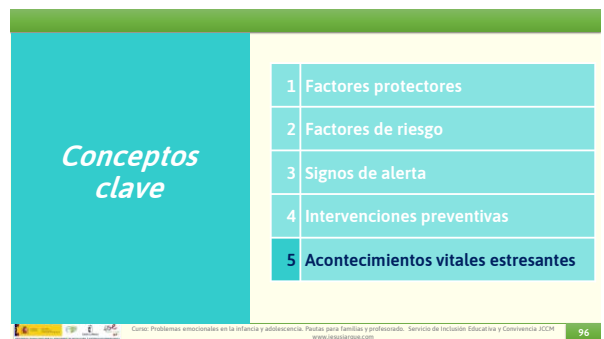 Conceptos
clave
1 Factores protectores
2 Factores de riesgo
3 Signos de alerta
4 Intervenciones preventivas
5 Acontecimientos vitales estresantes
Curso: Problemas emocionales en la infancia y adolescencia. Pautas para familias y profesorado. Servicio de Inclusión Educativa y Convivencia JCCM
www.jesusjarque.com
96